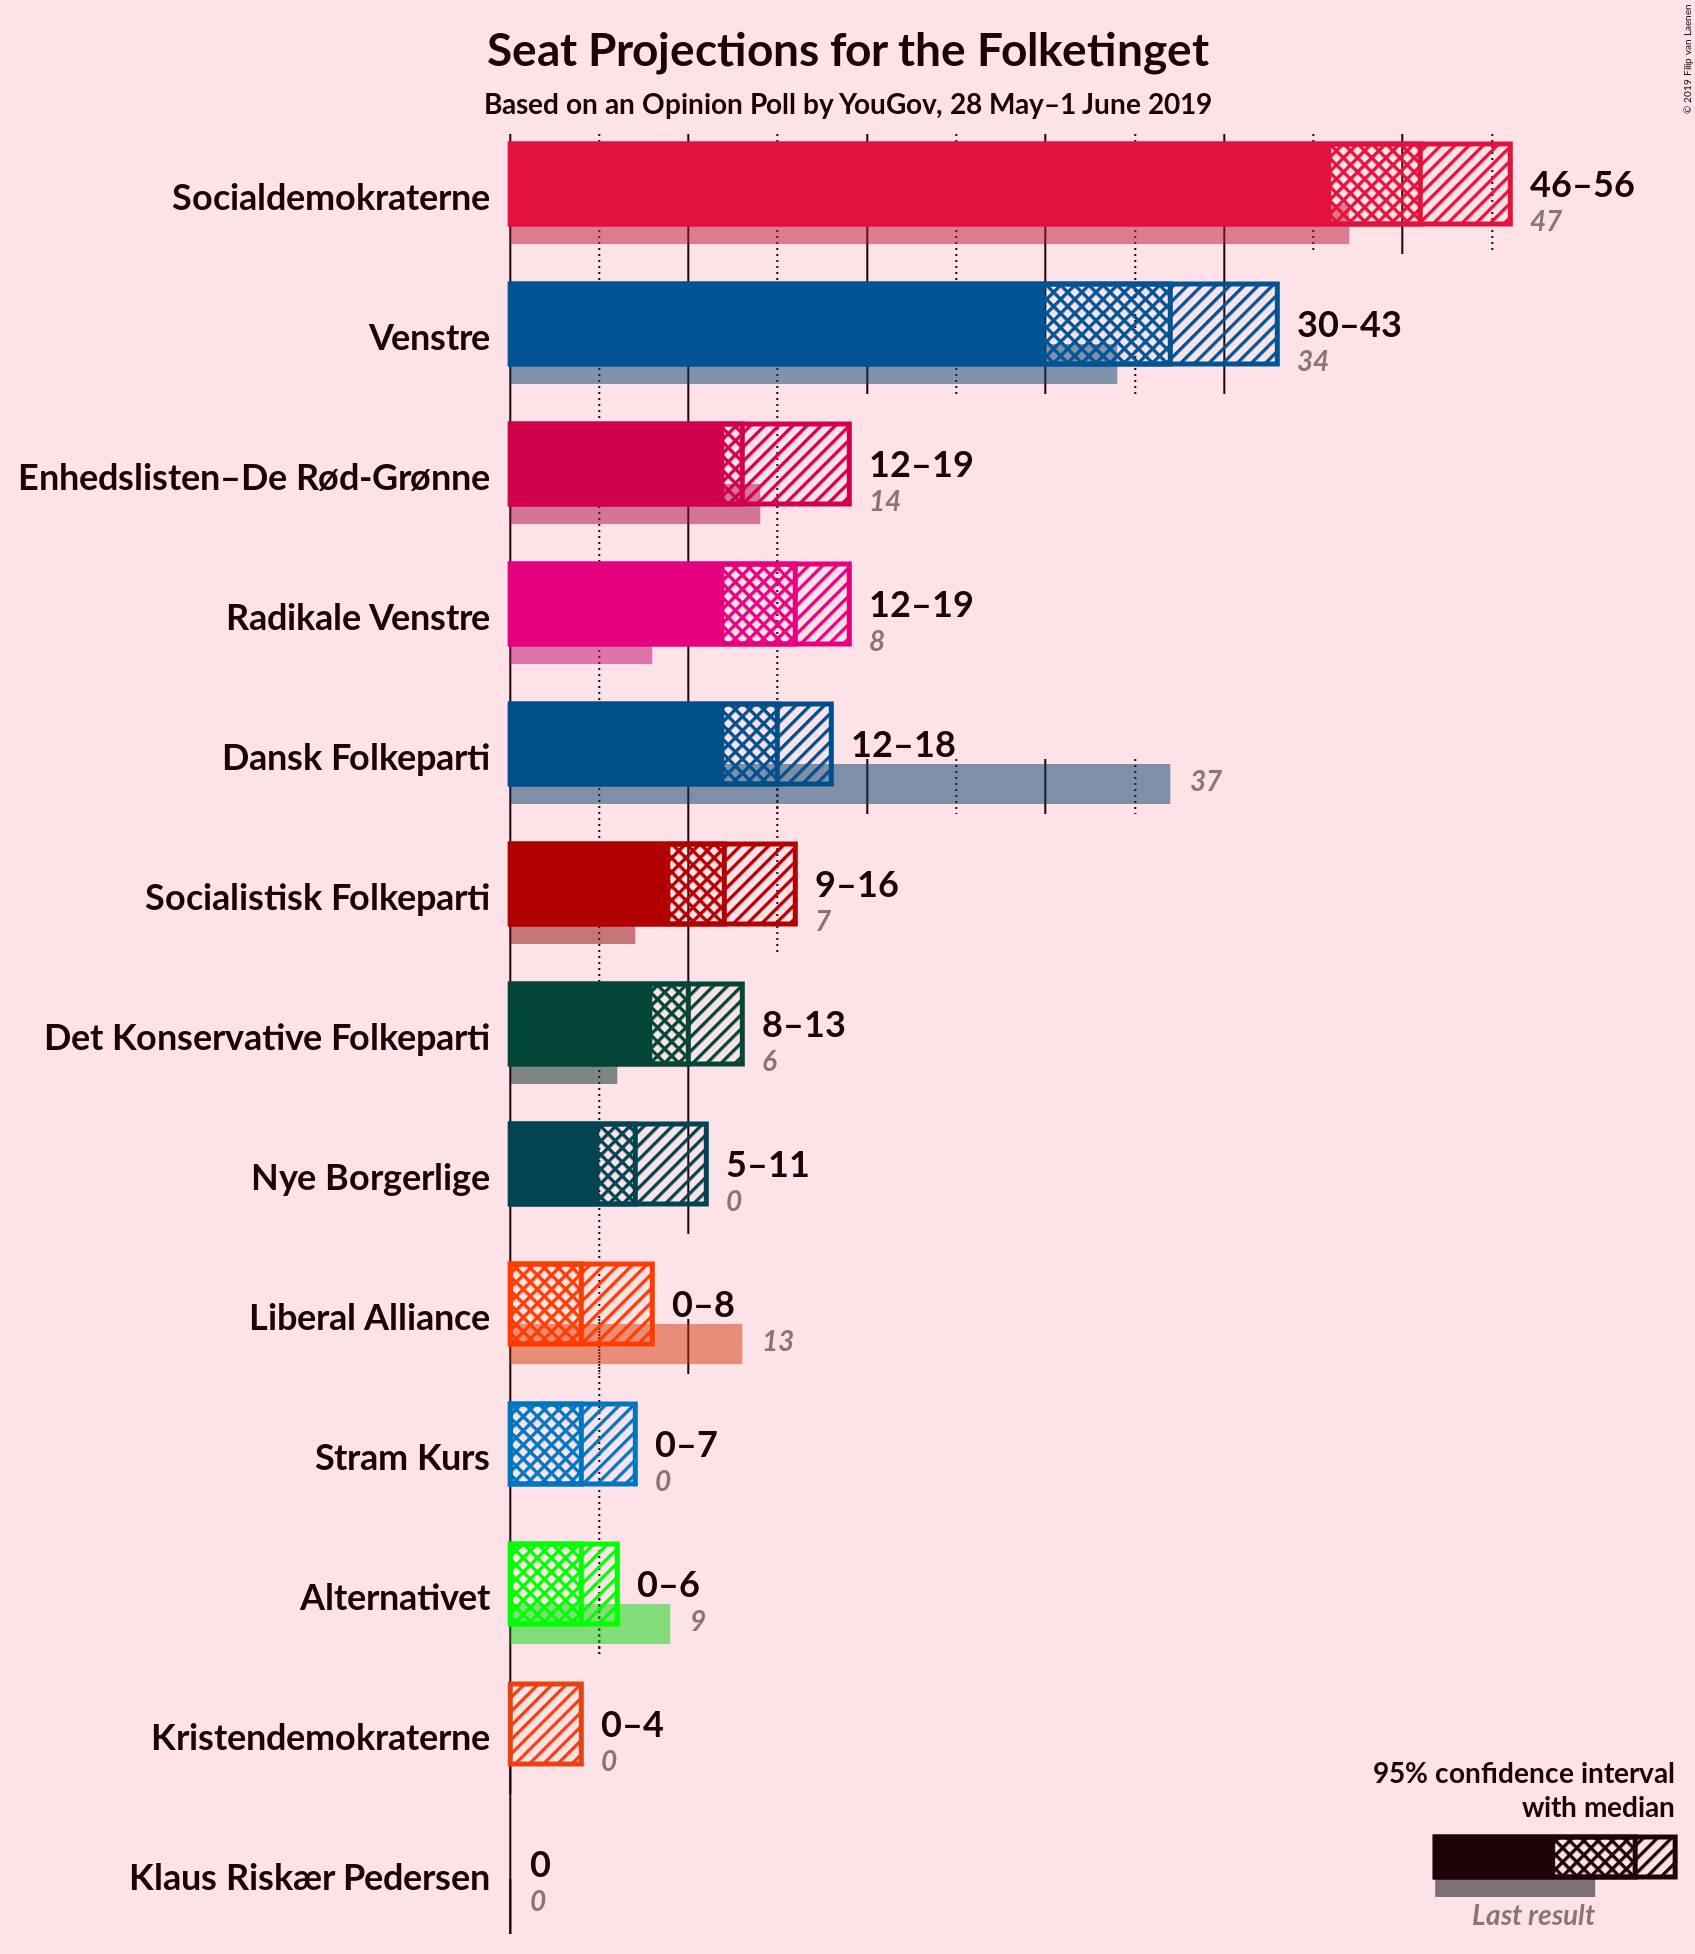 Seat Projections for the Folketinget
Based on an Opinion Poll by YouGov, 28 May–1 June 2019
© 2019 Filip van Laenen
Socialdemokraterne
46–56
47
Venstre
30–43
34
Enhedslisten–De Rød-Grønne
12–19
14
Radikale Venstre
12–19
8
Dansk Folkeparti
12–18
37
Socialistisk Folkeparti
9–16
7
Det Konservative Folkeparti
8–13
6
Nye Borgerlige
5–11
0
Liberal Alliance
0–8
13
Stram Kurs
0–7
0
Alternativet
0–6
9
Kristendemokraterne
0–4
0
Klaus Riskær Pedersen
0
0
95% confidence interval
with median
Last result